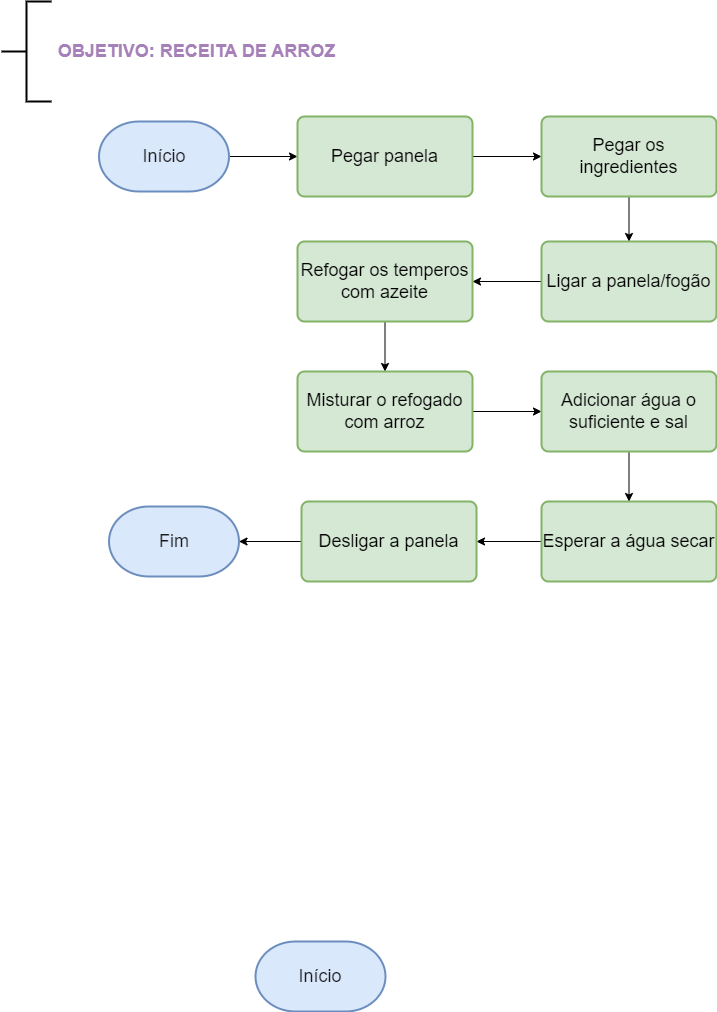 OBJETIVO: RECEITA DE ARROZ
Início
Pegar panela
Pegar os
ingredientes
Ligar a panela/fogão
Refogar os temperos
com azeite
Misturar o refogado
com arroz
Adicionar água o
suficiente e sal
Esperar a água secar
Desligar a panela
Fim
Início